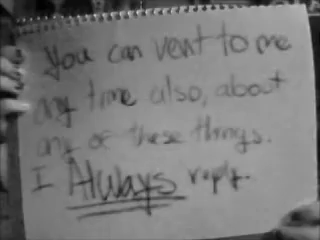 You can vent to me
any time also, about
any of these things.
I Always reply.